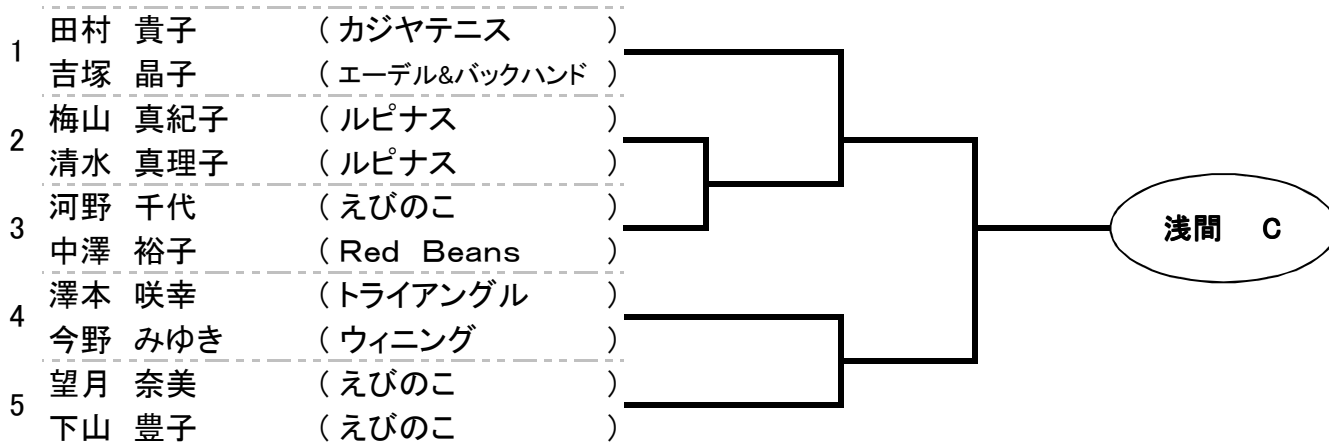 1
田村 貴子 ( カジヤテニス )
吉塚 晶子 ( エーデル&バックハンド )
2
梅山 真紀子 ( ルピナス )
清水 真理子 ( ルピナス )
3
河野 千代 ( えびのこ )
中澤 裕子 ( Red Beans )
4
澤本 咲幸 ( トライアングル )
今野 みゆき ( ウィニング )
5
望月 奈美 ( えびのこ )
下山 豊子 ( えびのこ )
浅間 C